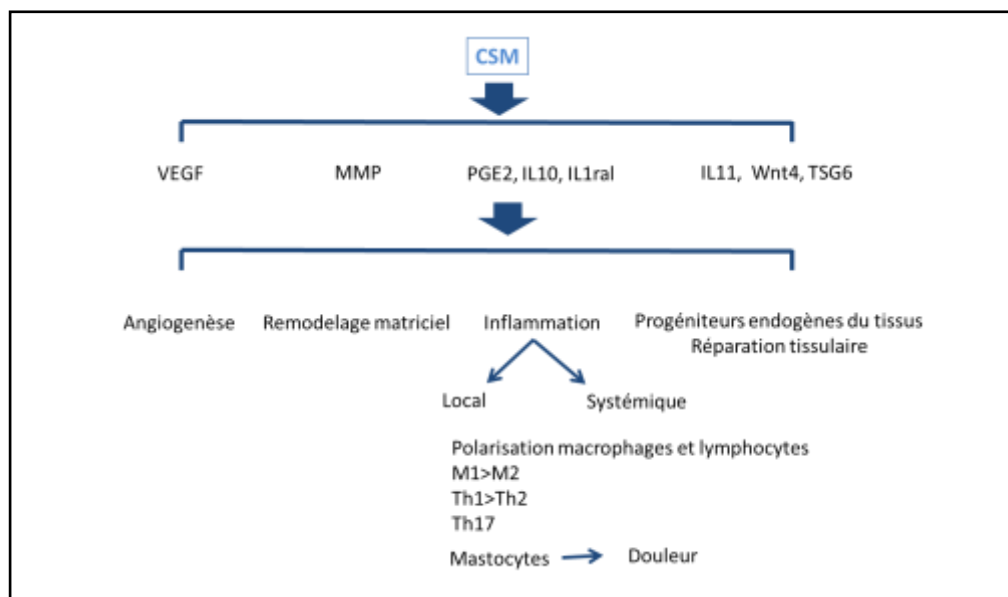 CSM
VEGF MMP PGE2, IL10, IL1ral IL11, Wnt4, TSG6
Angiogenèse Remodelage matriciel Inflammation Progéniteurs endogènes du tissus
Réparation tissulaire
Local Systémique
Polarisation macrophages et lymphocytes
M1>M2
Th1>Th2
Th17
Mastocytes Douleur